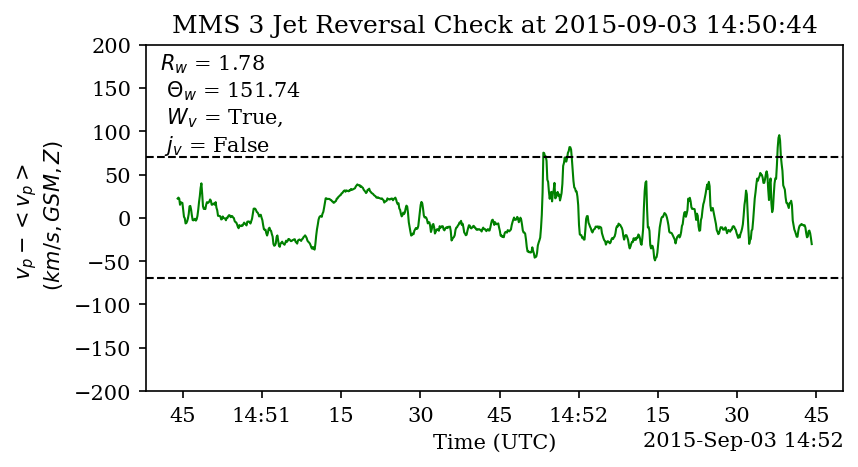 MMS 3 Jet Reversal Check at 2015-09-03 14:50:44
200
150
100
50
0
−50
−100
−150
−200
v_p − <v_p>
(km/s, GSM, Z)
R_w = 1.78
Θ_w = 151.74
W_v = True,
j_v = False
45 14:51 15 30 45 14:52 15 30 45
Time (UTC)
2015-Sep-03 14:52